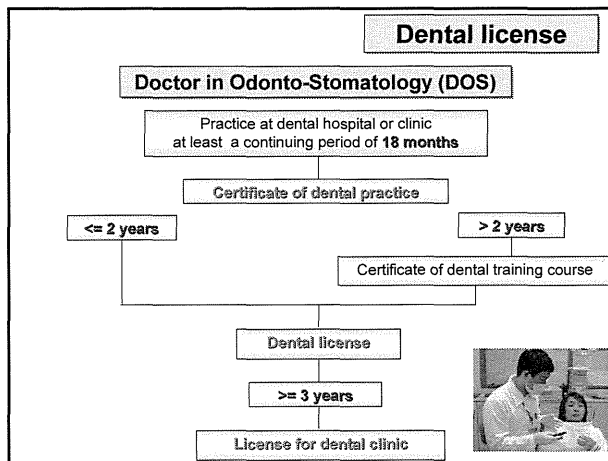 Dental license
Doctor in Odonto-Stomatology (DOS)
Practice at dental hospital or clinic
at least a continuing period of 18 months
Certificate of dental practice
<= 2 years
> 2 years
Certificate of dental training course
Dental license
>= 3 years
License for dental clinic